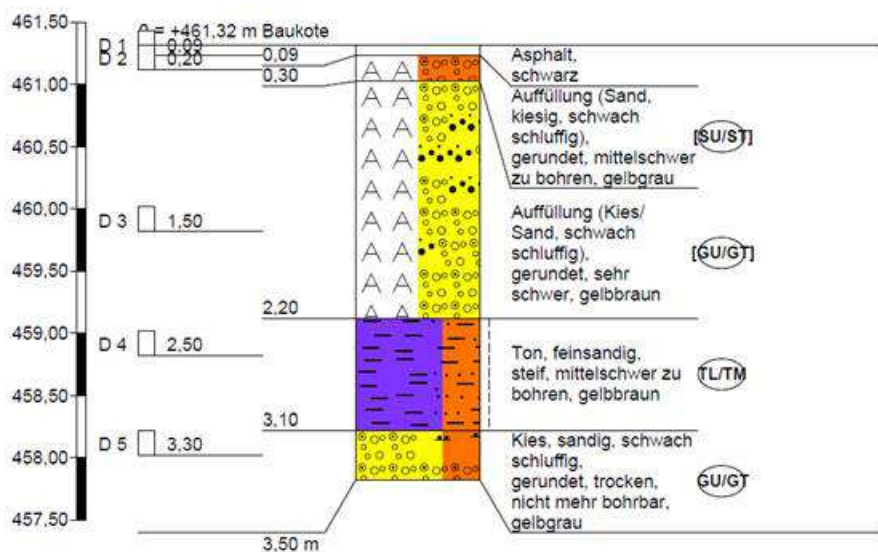 461,50
461,00
460,50
460,00
459,50
459,00
458,50
458,00
457,50
= +461,32 m Baukote
D 1
0,09
D 2
0,20
D 3
1,50
D 4
2,50
D 5
3,30
0,09
0,30
2,20
3,10
3,50 m
Asphalt,
schwarz
Auffüllung (Sand,
kiesig, schwach
schluffig),
gerundet, mittelschwer
zu bohren, gelbgrau
[SU/ST]
Auffüllung (Kies/
Sand, schwach
schluffig),
gerundet, sehr
schwer, gelbbraun
[GU/GT]
Ton, feinsandig,
steif, mittelschwer zu
bohren, gelbbraun
TL/TM
Kies, sandig, schwach
schluffig,
gerundet, trocken,
nicht mehr bohrbar,
gelbgrau
GU/GT